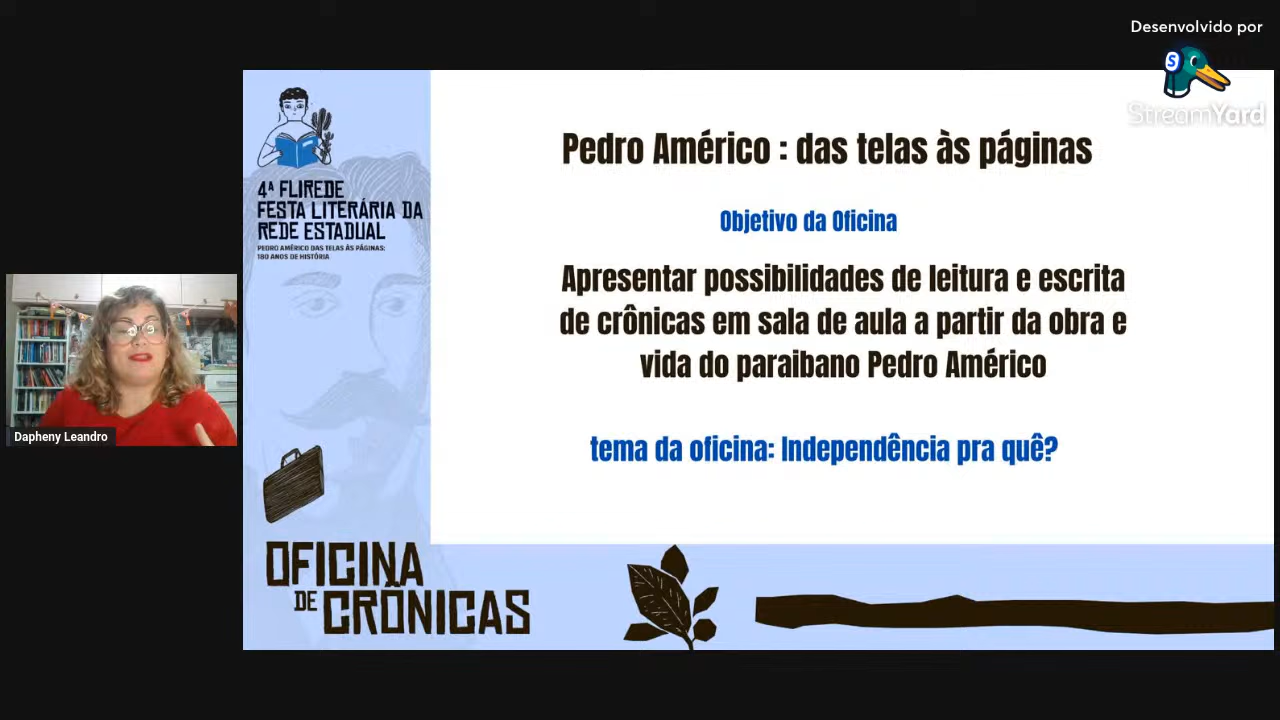 Desenvolvido por
StreamYard
4ª FLIREDE
FESTA LITERÁRIA DA
REDE ESTADUAL
PEDRO AMÉRICO DAS TELAS ÀS PÁGINAS:
180 ANOS DE HISTÓRIA
Pedro Américo : das telas às páginas
Objetivo da Oficina
Apresentar possibilidades de leitura e escrita
de crônicas em sala de aula a partir da obra e
vida do paraibano Pedro Américo
tema da oficina: Independência pra quê?
Dapheny Leandro
OFICINA
DE CRÔNICAS